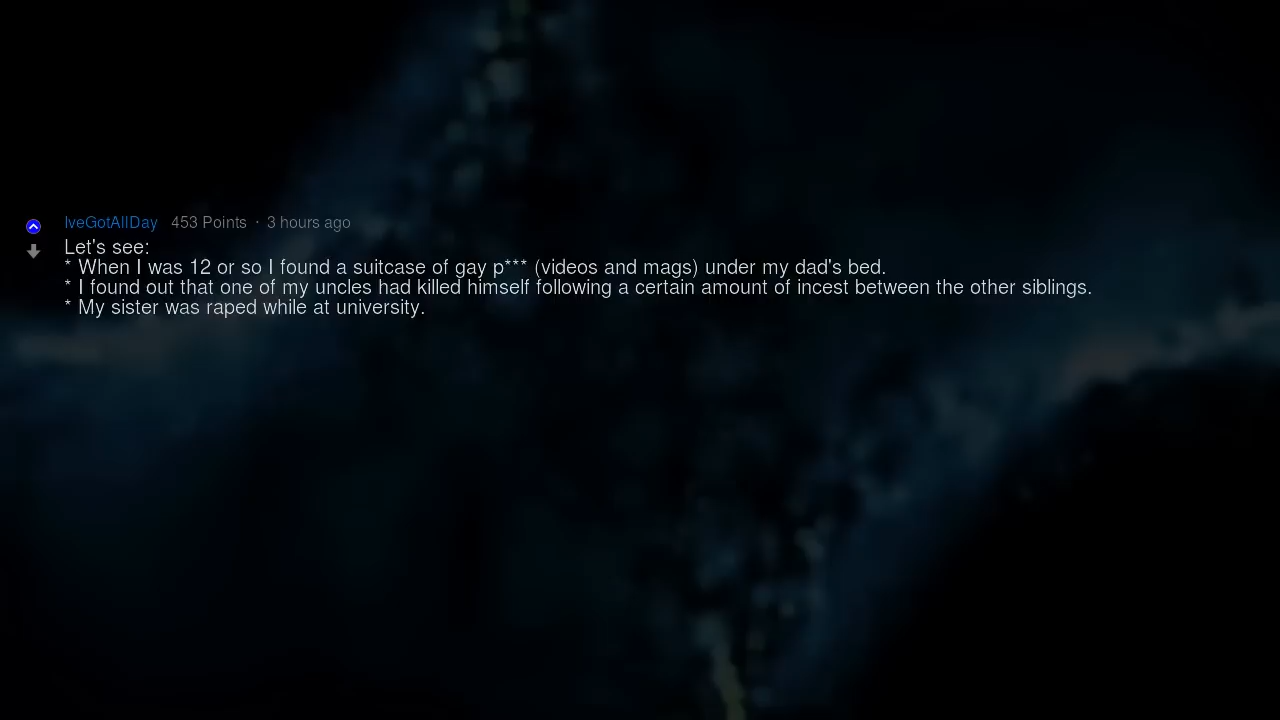 IveGotAllDay 453 Points · 3 hours ago
Let's see:
* When I was 12 or so I found a suitcase of gay p*** (videos and mags) under my dad's bed.
* I found out that one of my uncles had killed himself following a certain amount of incest between the other siblings.
* My sister was raped while at university.